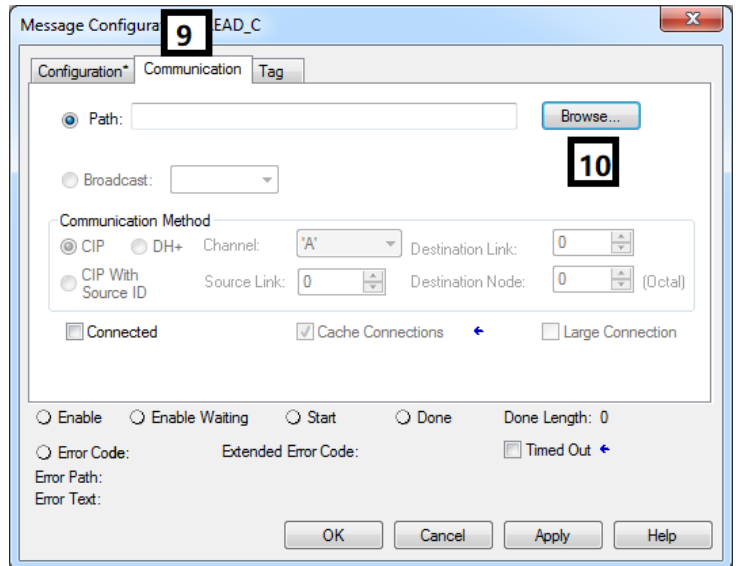 Message Configura EAD_C
9
Configuration* Communication Tag
Path: Browse...
10
Broadcast:
Communication Method
CIP DH+ Channel: 'A' Destination Link: 0
CIP With
Source ID Source Link: 0 Destination Node: 0 (Octal)
Connected Cache Connections Large Connection
Enable Enable Waiting Start Done Done Length: 0
Error Code: Extended Error Code: Timed Out
Error Path:
Error Text:
OK Cancel Apply Help